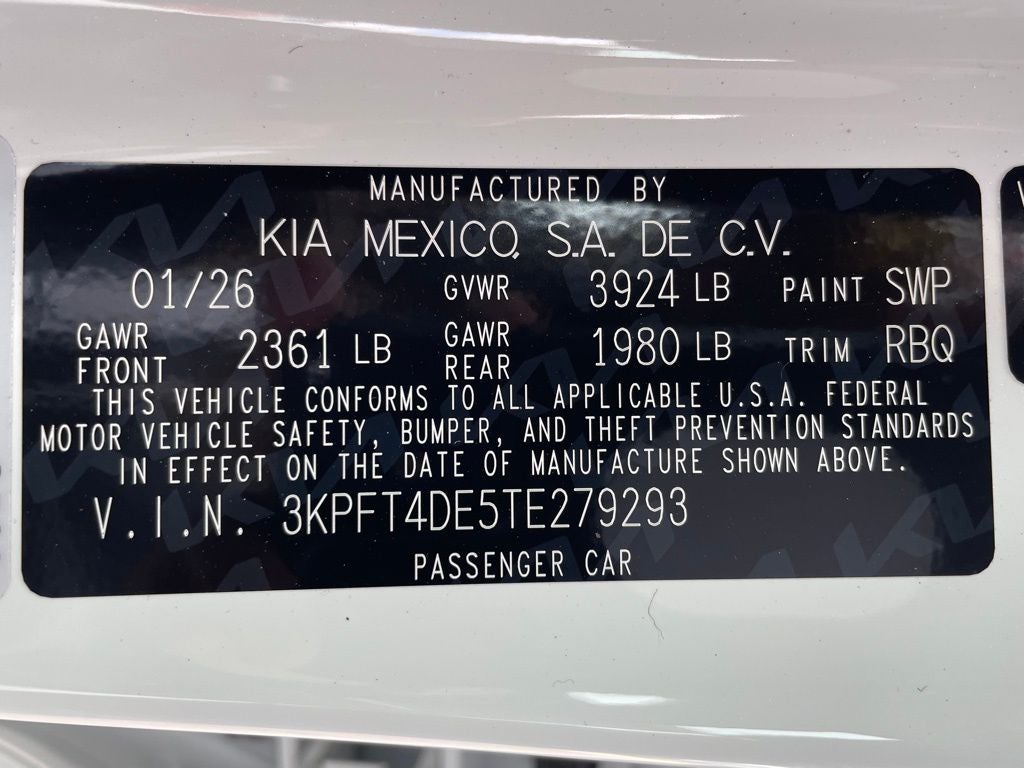 MANUFACTURED BY
KIA MEXICO, S.A. DE C.V.
01/26 GVWR 3924 LB PAINT SWP
GAWR FRONT 2361 LB GAWR REAR 1980 LB TRIM RBQ
THIS VEHICLE CONFORMS TO ALL APPLICABLE U.S.A. FEDERAL
MOTOR VEHICLE SAFETY, BUMPER, AND THEFT PREVENTION STANDARDS
IN EFFECT ON THE DATE OF MANUFACTURE SHOWN ABOVE.
V.I.N. 3KPFT4DE5TE279293
PASSENGER CAR